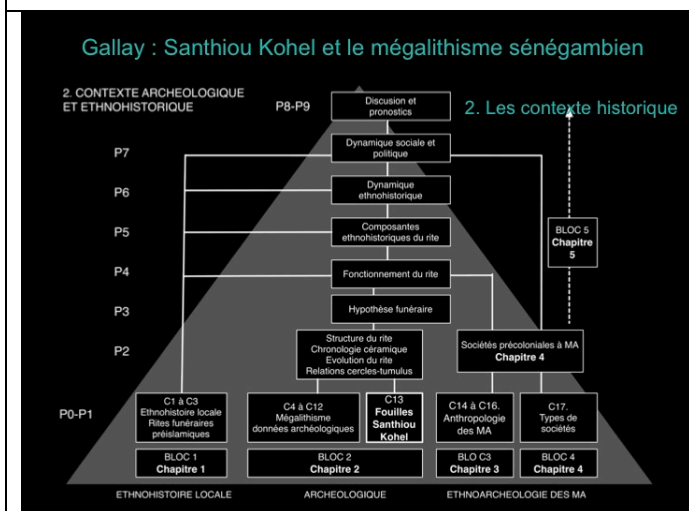 Gallay : Santhiou Kohel et le mégalithisme sénégambien
2. CONTEXTE ARCHEOLOGIQUE
ET ETHNOHISTORIQUE
P8-P9
Discusion et
pronostics
2. Les contexte historique
P7
Dynamique sociale et
politique
P6
Dynamique
ethnohistorique
P5
Composantes
ethnohistoriques du rite
BLOC 5
Chapitre
5
P4
Fonctionnement du rite
P3
Hypothèse funéraire
P2
Structure du rite
Chronologie céramique
Evolution du rite
Relations cercles-tumulus
Sociétés précoloniales à MA
Chapitre 4
P0-P1
C1 à C3
Ethnohistoire locale
Rites funéraires
préislamiques
C4 à C12
Mégalithisme
données archéologiques
C13
Fouilles
Santhiou
Kohel
C14 à C16.
Anthropologie
des MA
C17.
Types de
sociétés
BLOC 1
Chapitre 1
BLOC 2
Chapitre 2
BLO C3
Chapitre 3
BLOC 4
Chapitre 4
ETHNOHISTOIRE LOCALE
ARCHEOLOGIQUE
ETHNOARCHEOLOGIE DES MA